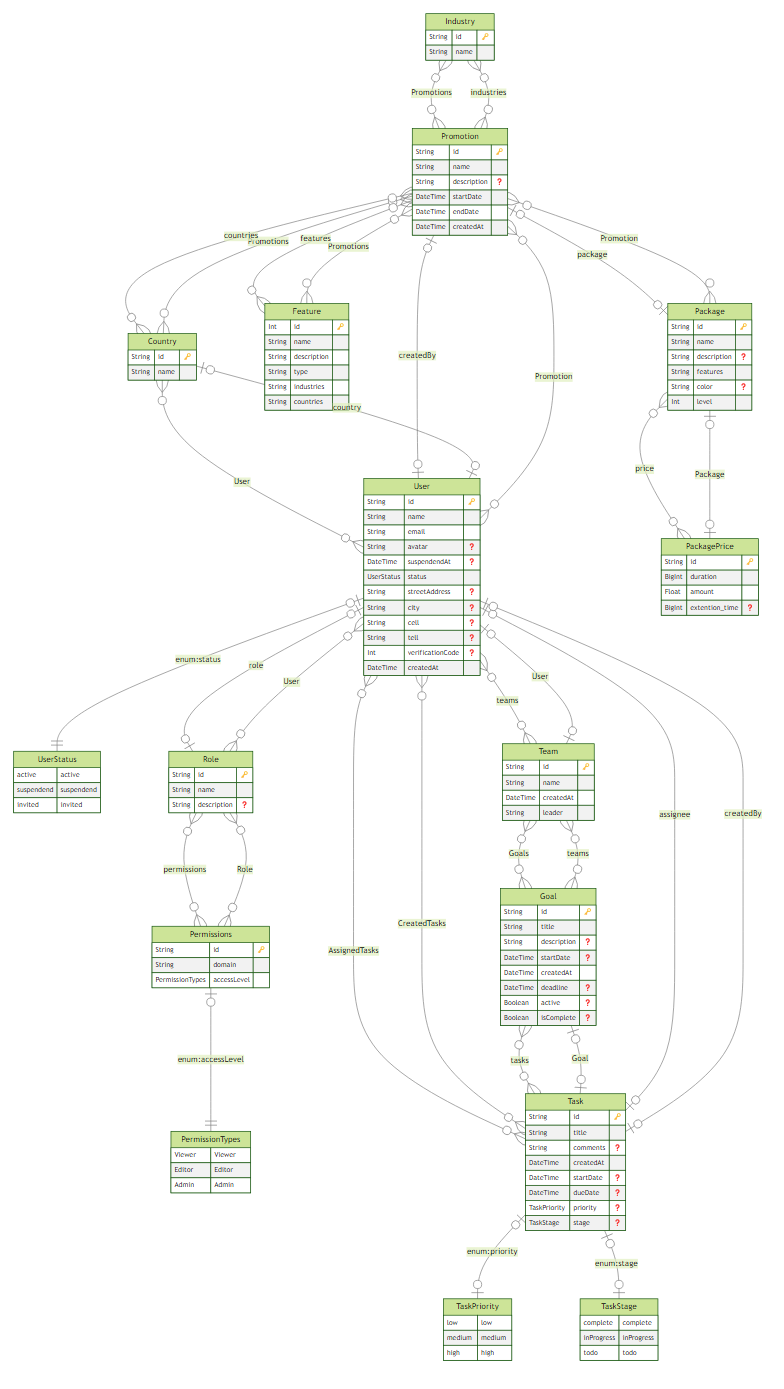 Industry
String id 🔑
String name
Promotions industries
Promotion
String id 🔑
String name
String description ❓
DateTime startDate
DateTime endDate
DateTime createdAt
countries
Promotions
features
Promotions
Promotion
package
Feature
Int id 🔑
String name
String description
String type
String industries
String countries
Package
String id 🔑
String name
String description ❓
String features
String color ❓
Int level
Country
String id 🔑
String name
createdBy
Promotion
country
price
Package
User
User
String id 🔑
String name
String email
String avatar ❓
DateTime suspendendAt ❓
UserStatus status
String streetAddress ❓
String city ❓
String cell ❓
String tell ❓
Int verificationCode ❓
DateTime createdAt
PackagePrice
String id 🔑
BigInt duration
Float amount
BigInt extention_time ❓
enum:status
role
User
User
teams
UserStatus
active active
suspendend suspendend
invited invited
Role
String id 🔑
String name
String description ❓
Team
String id 🔑
String name
DateTime createdAt
String leader
assignee
createdBy
permissions Role
Goals teams
AssignedTasks
CreatedTasks
Goal
String id 🔑
String title
String description ❓
DateTime startDate ❓
DateTime createdAt
DateTime deadline ❓
Boolean active ❓
Boolean isComplete ❓
Permissions
String id 🔑
String domain
PermissionTypes accessLevel
enum:accessLevel
tasks Goal
PermissionTypes
Viewer Viewer
Editor Editor
Admin Admin
Task
String id 🔑
String title
String comments ❓
DateTime createdAt
DateTime startDate ❓
DateTime dueDate ❓
TaskPriority priority ❓
TaskStage stage ❓
enum:priority
enum:stage
TaskPriority
low low
medium medium
high high
TaskStage
complete complete
inProgress inProgress
todo todo